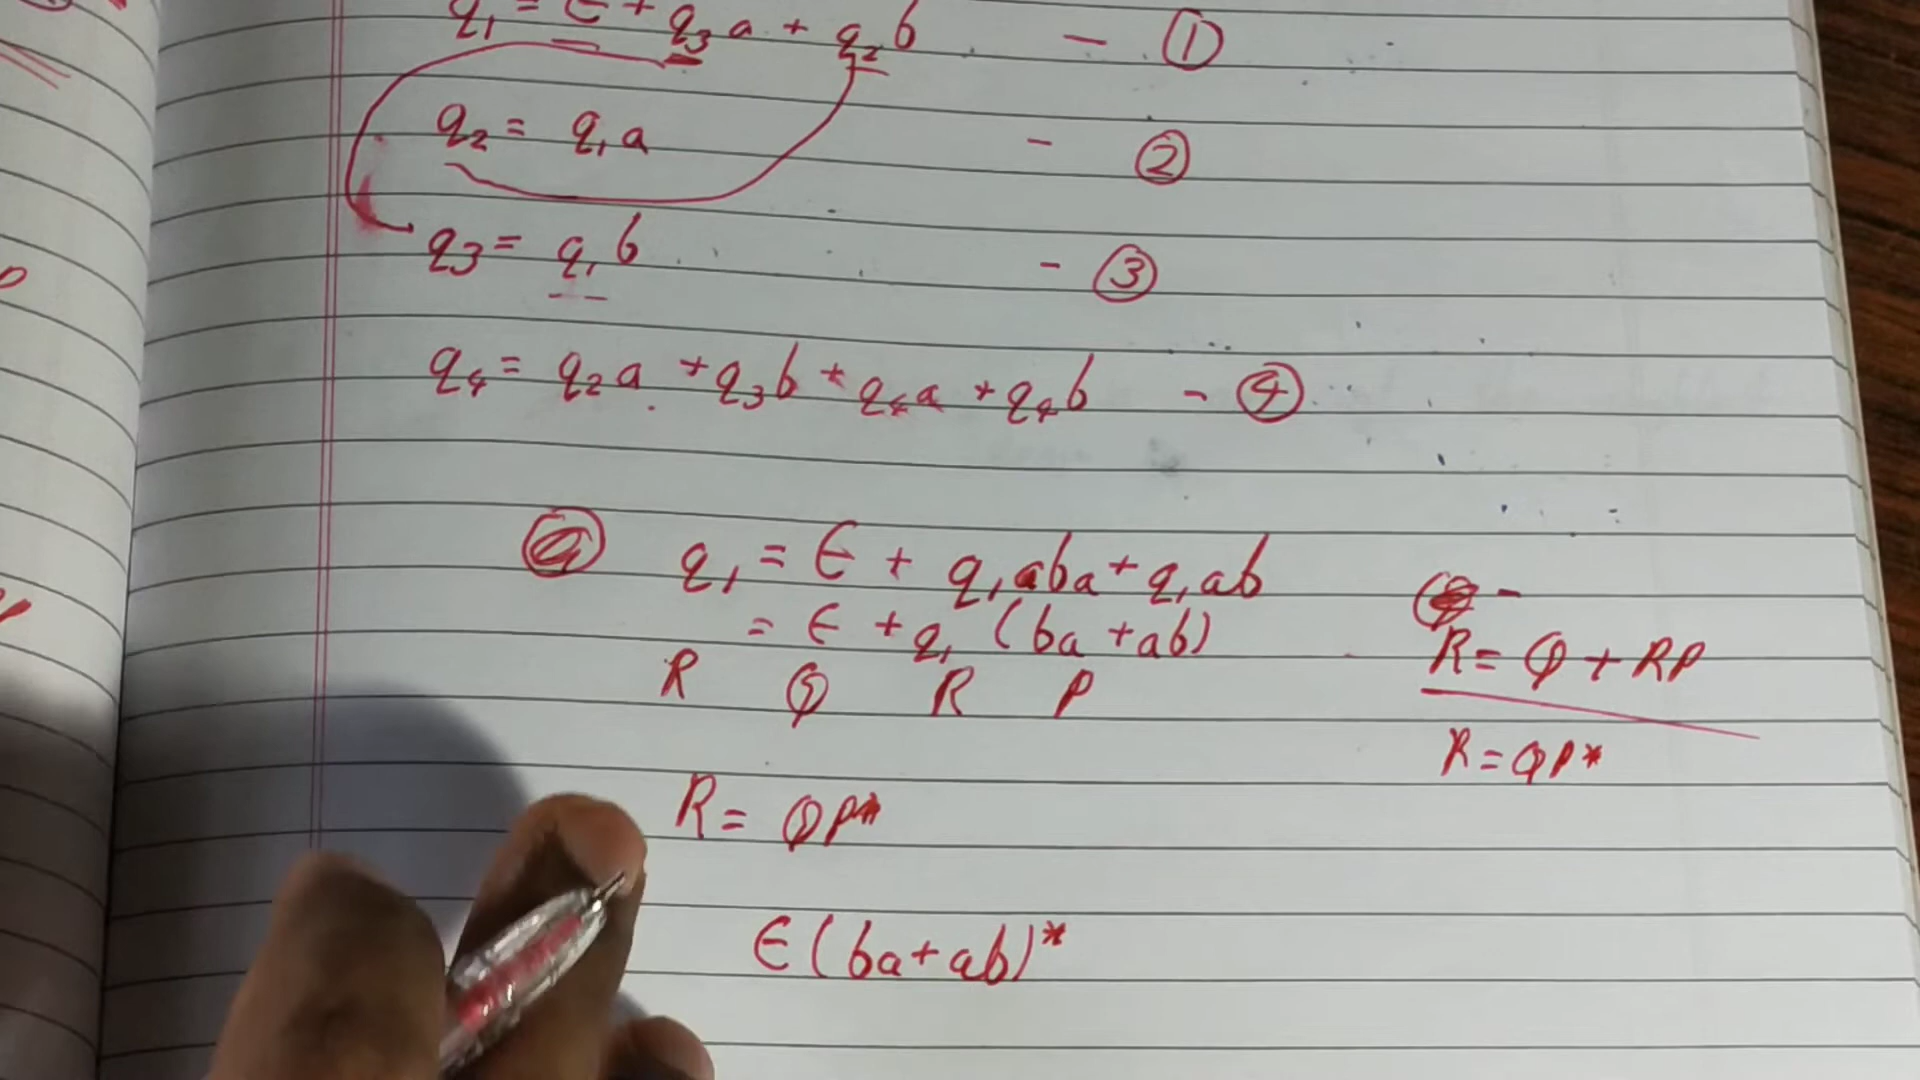 q₁ = ϵ + q₃a + q₂b - ①
q₂ = q₁a - ②
q₃ = q₁b - ③
q₄ = q₂a + q₃b + q₄a + q₄b - ④
q₁ = ϵ + q₁aba + q₁ab
= ϵ + q₁ (ba + ab)
R Q R P
R = Q + RP
R = QP*
R = QP*
ϵ (ba + ab)*